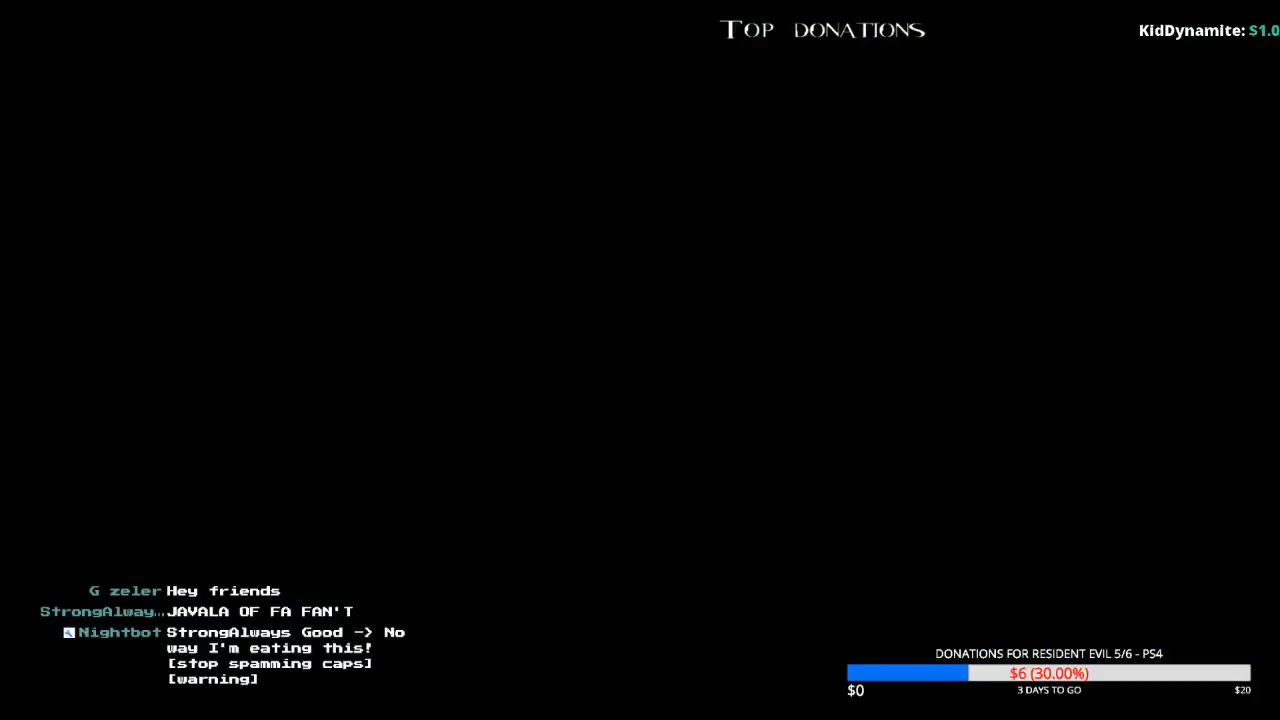 Top donations
KidDynamite: $1.0
G zeler Hey friends
StrongAlway… JAVALA OF FA FAN'T
Nightbot StrongAlways Good -> No
way I'm eating this!
[stop spamming caps]
[warning]
DONATIONS FOR RESIDENT EVIL 5/6 - PS4
$6 (30.00%)
$0 3 DAYS TO GO $20